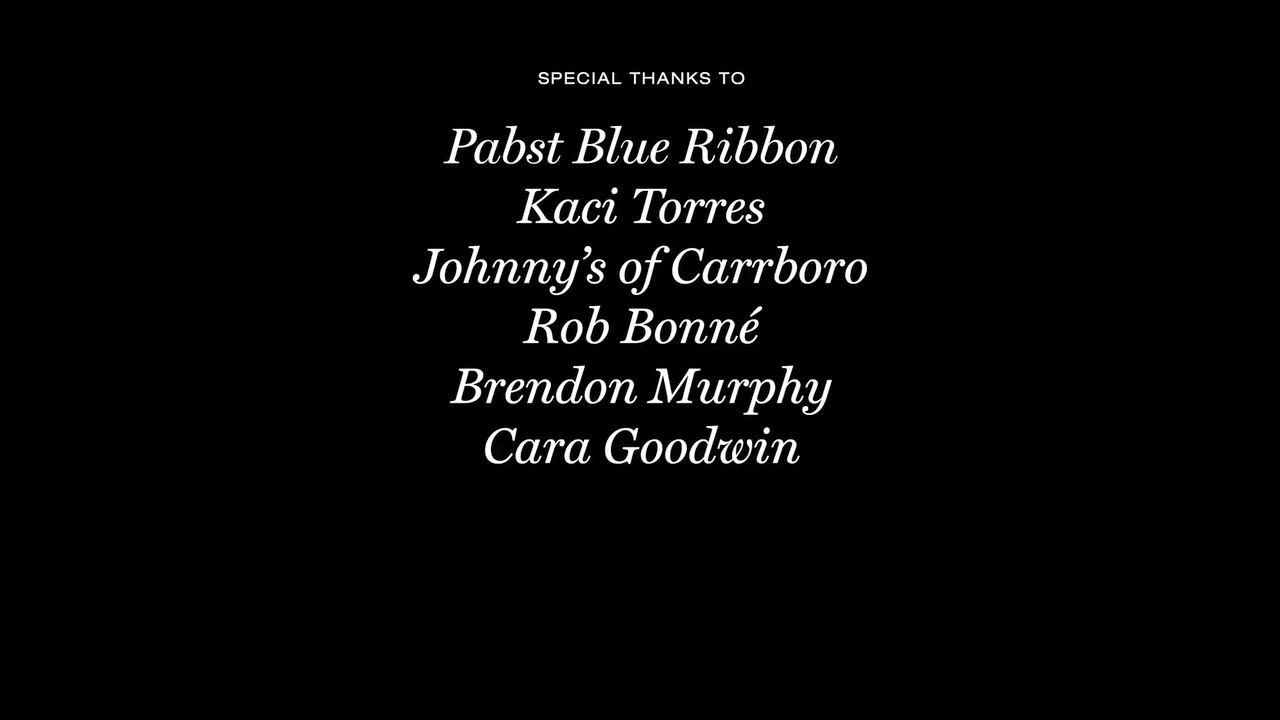 SPECIAL THANKS TO
Pabst Blue Ribbon
Kaci Torres
Johnny’s of Carrboro
Rob Bonné
Brendon Murphy
Cara Goodwin